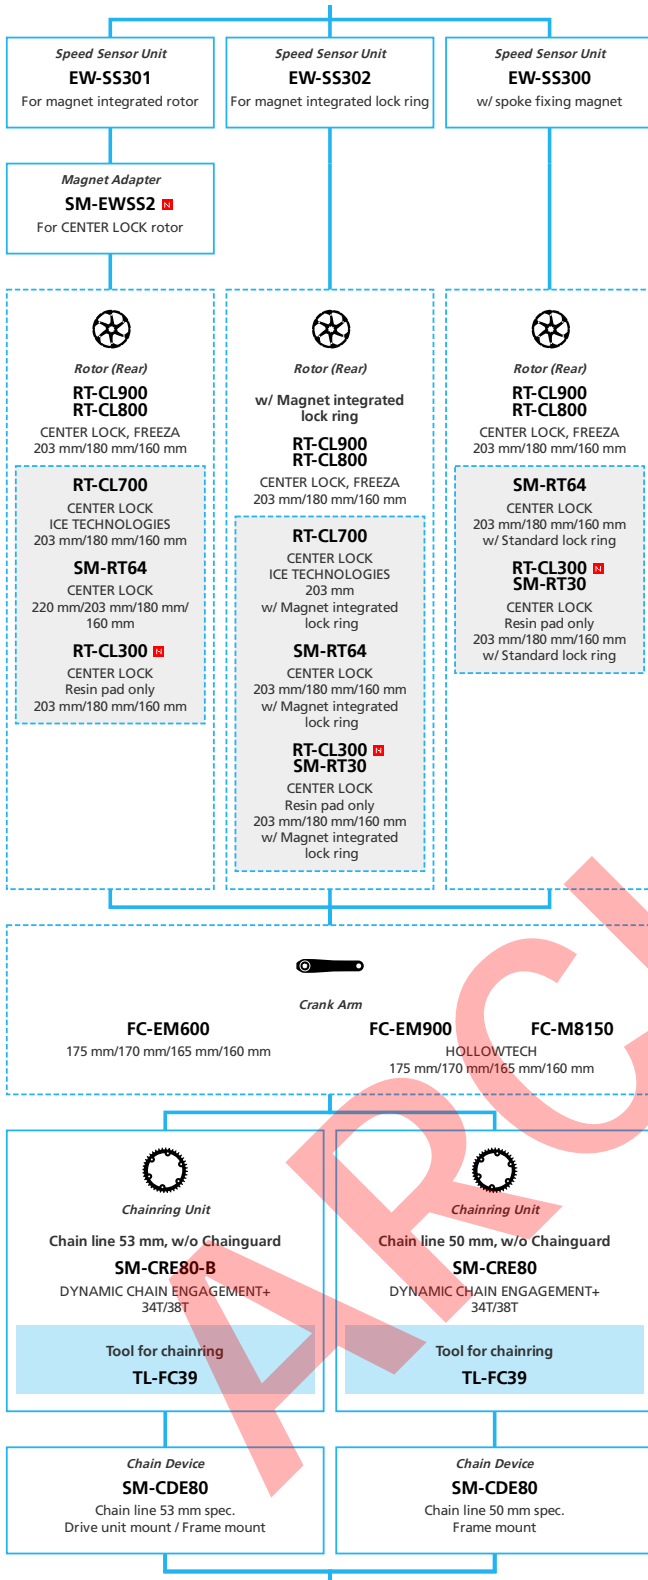 Speed Sensor Unit
EW-SS301
For magnet integrated rotor
Speed Sensor Unit
EW-SS302
For magnet integrated lock ring
Speed Sensor Unit
EW-SS300
w/ spoke fixing magnet
Magnet Adapter
SM-EWSS2 N
For CENTER LOCK rotor
Rotor (Rear)
RT-CL900
RT-CL800
CENTER LOCK, FREEZA
203 mm/180 mm/160 mm
RT-CL700
CENTER LOCK
ICE TECHNOLOGIES
203 mm/180 mm/160 mm
SM-RT64
CENTER LOCK
220 mm/203 mm/180 mm/
160 mm
RT-CL300 N
CENTER LOCK
Resin pad only
203 mm/180 mm/160 mm
Rotor (Rear)
w/ Magnet integrated
lock ring
RT-CL900
RT-CL800
CENTER LOCK, FREEZA
203 mm/180 mm/160 mm
RT-CL700
CENTER LOCK
ICE TECHNOLOGIES
203 mm
w/ Magnet integrated
lock ring
SM-RT64
CENTER LOCK
203 mm/180 mm/160 mm
w/ Magnet integrated
lock ring
RT-CL300 N
SM-RT30
CENTER LOCK
Resin pad only
203 mm/180 mm/160 mm
w/ Magnet integrated
lock ring
Rotor (Rear)
RT-CL900
RT-CL800
CENTER LOCK, FREEZA
203 mm/180 mm/160 mm
SM-RT64
CENTER LOCK
203 mm/180 mm/160 mm
w/ Standard lock ring
RT-CL300 N
SM-RT30
CENTER LOCK
Resin pad only
203 mm/180 mm/160 mm
w/ Standard lock ring
Crank Arm
FC-EM600
175 mm/170 mm/165 mm/160 mm
FC-EM900 FC-M8150
HOLLOWTECH
175 mm/170 mm/165 mm/160 mm
Chainring Unit
Chain line 53 mm, w/o Chainguard
SM-CRE80-B
DYNAMIC CHAIN ENGAGEMENT+
34T/38T
Tool for chainring
TL-FC39
Chainring Unit
Chain line 50 mm, w/o Chainguard
SM-CRE80
DYNAMIC CHAIN ENGAGEMENT+
34T/38T
Tool for chainring
TL-FC39
Chain Device
SM-CDE80
Chain line 53 mm spec.
Drive unit mount / Frame mount
Chain Device
SM-CDE80
Chain line 50 mm spec.
Frame mount